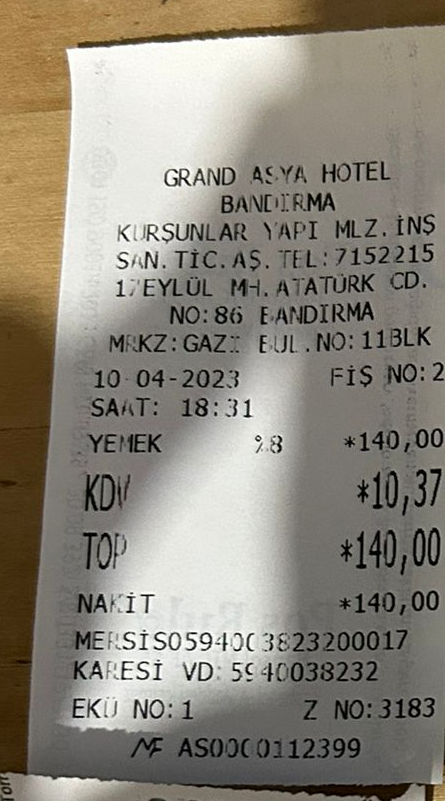 GRAND ASYA HOTEL
BANDIRMA
KURŞUNLAR YAPI MLZ.İNŞ
SAN.TİC.AŞ.TEL:7152215
17EYLÜL MH.ATATÜRK CD.
NO:86 BANDIRMA
MRKZ:GAZİ BUL.NO:11BLK
10-04-2023 FİŞ NO:2
SAAT: 18:31
YEMEK %8 *140,00
KDV *10,37
TOP *140,00
NAKİT *140,00
MERSİS0594003823200017
KARESİ VD:5940038232
EKÜ NO:1 Z NO:3183
MF AS0000112399